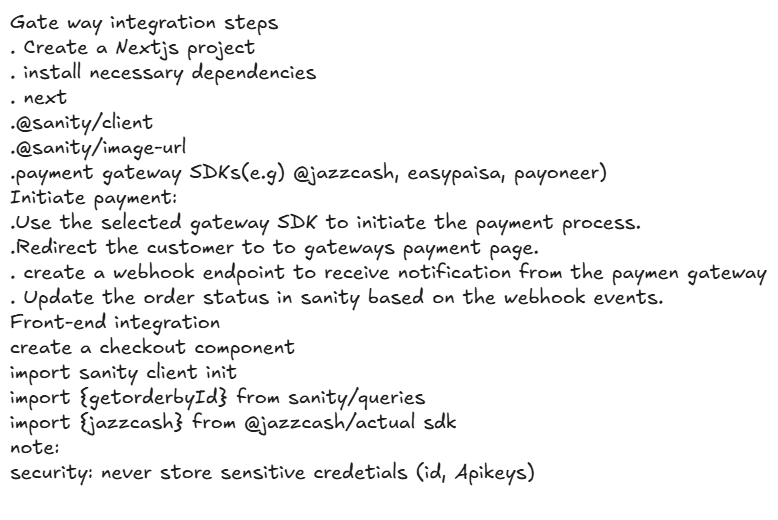 Gate way integration steps
. Create a Nextjs project
. install necessary dependencies
. next
.@sanity/client
.@sanity/image-url
.payment gateway SDKs(e.g) @jazzcash, easypaisa, payoneer)
Initiate payment:
.Use the selected gateway SDK to initiate the payment process.
.Redirect the customer to to gateways payment page.
. create a webhook endpoint to receive notification from the paymen gateway
. Update the order status in sanity based on the webhook events.
Front-end integration
create a checkout component
import sanity client init
import {getorderbyId} from sanity/queries
import {jazzcash} from @jazzcash/actual sdk
note:
security: never store sensitive credetials (id, Apikeys)